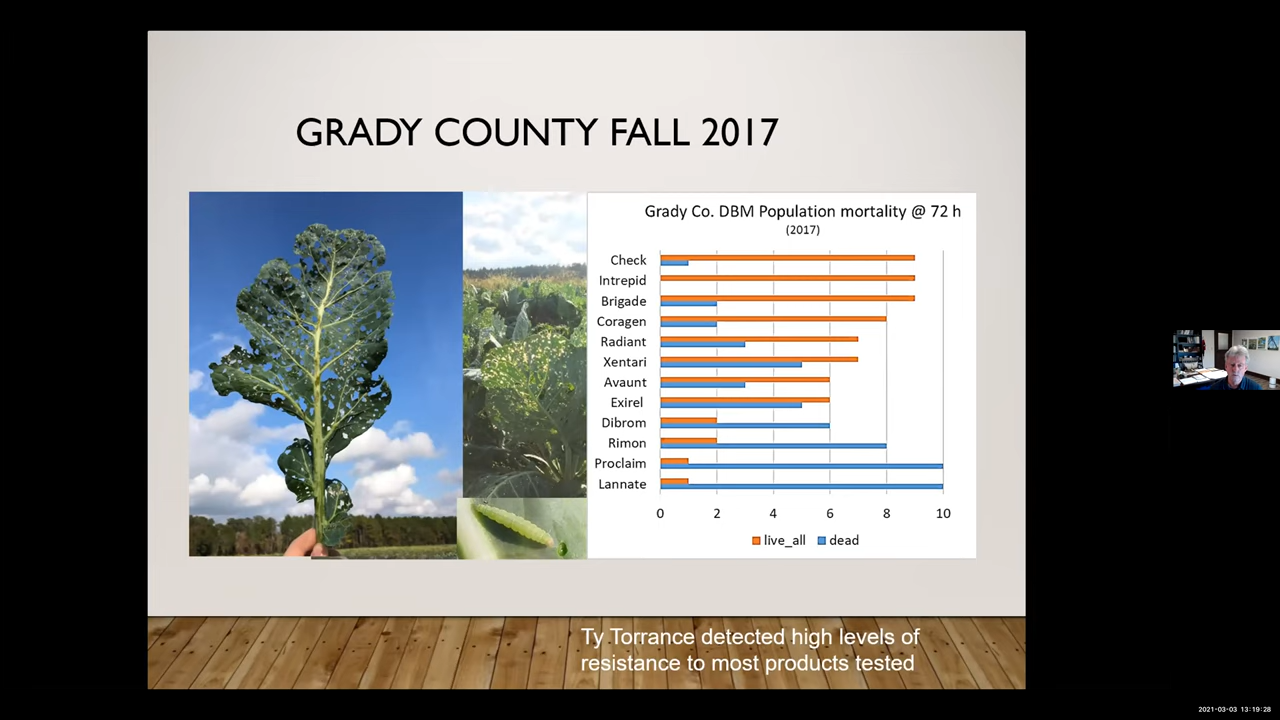 GRADY COUNTY FALL 2017
Grady Co. DBM Population mortality @ 72 h
(2017)
Check
Intrepid
Brigade
Coragen
Radiant
Xentari
Avaunt
Exirel
Dibrom
Rimon
Proclaim
Lannate
0 2 4 6 8 10
live_all dead
Ty Torrance detected high levels of
resistance to most products tested
2021-03-03 13:19:28